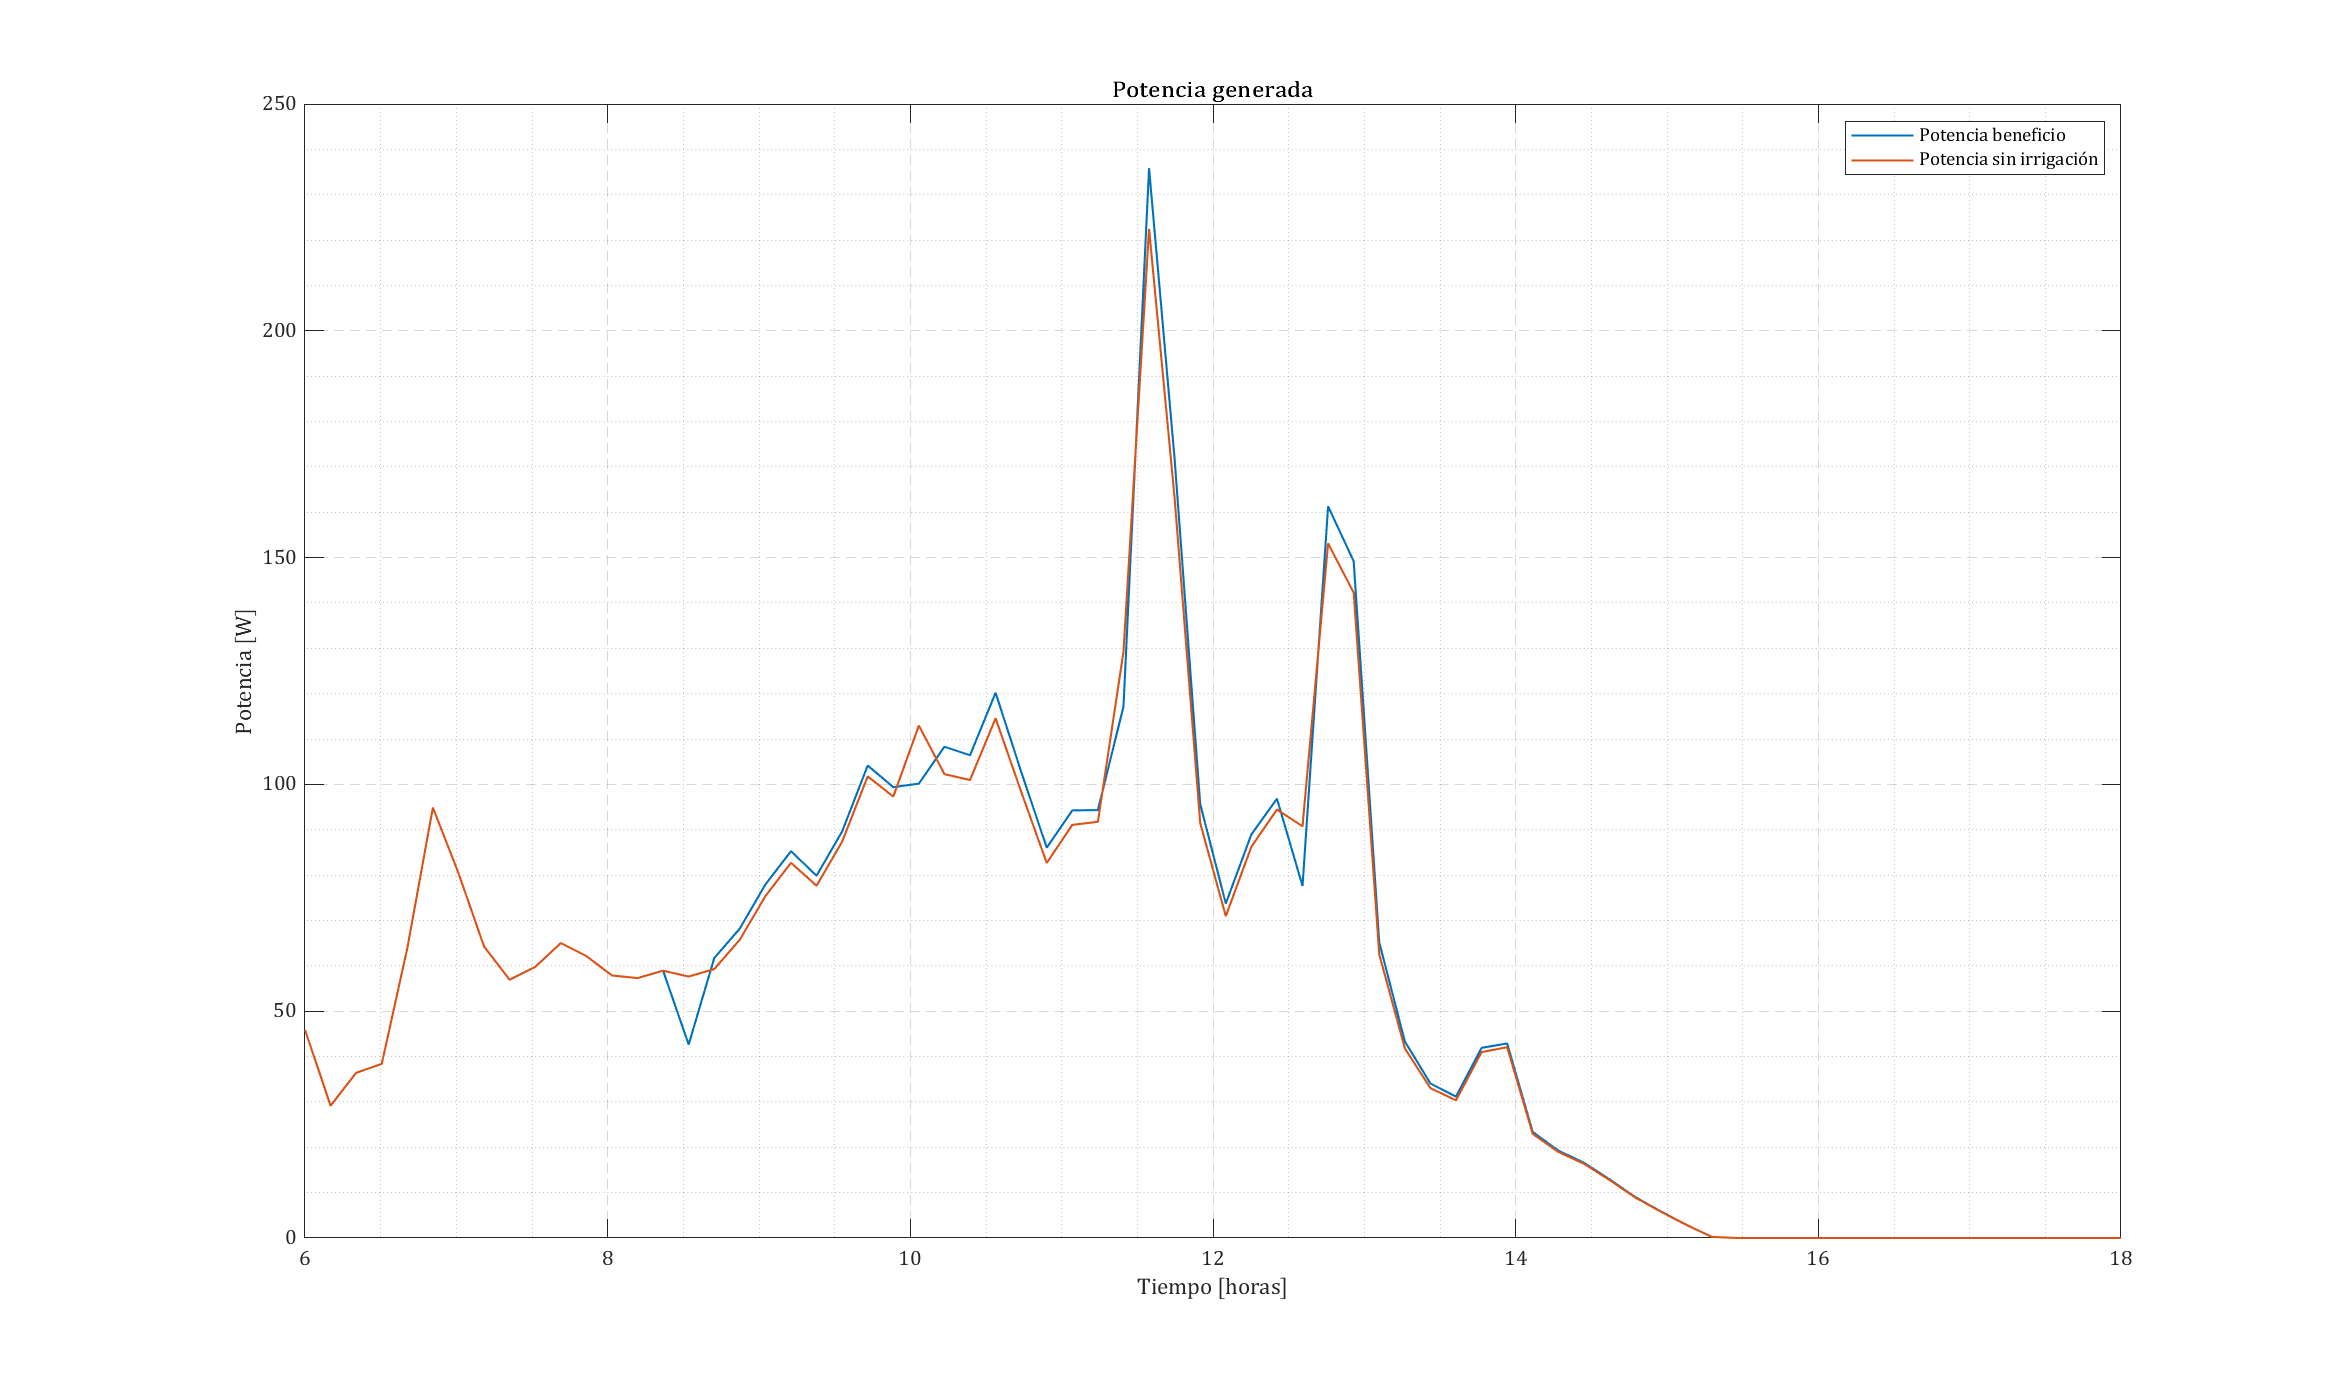 Potencia generada
250
Potencia beneficio
Potencia sin irrigación
200
150
Potencia [W]
100
50
0
6 8 10 12 14 16 18
Tiempo [horas]